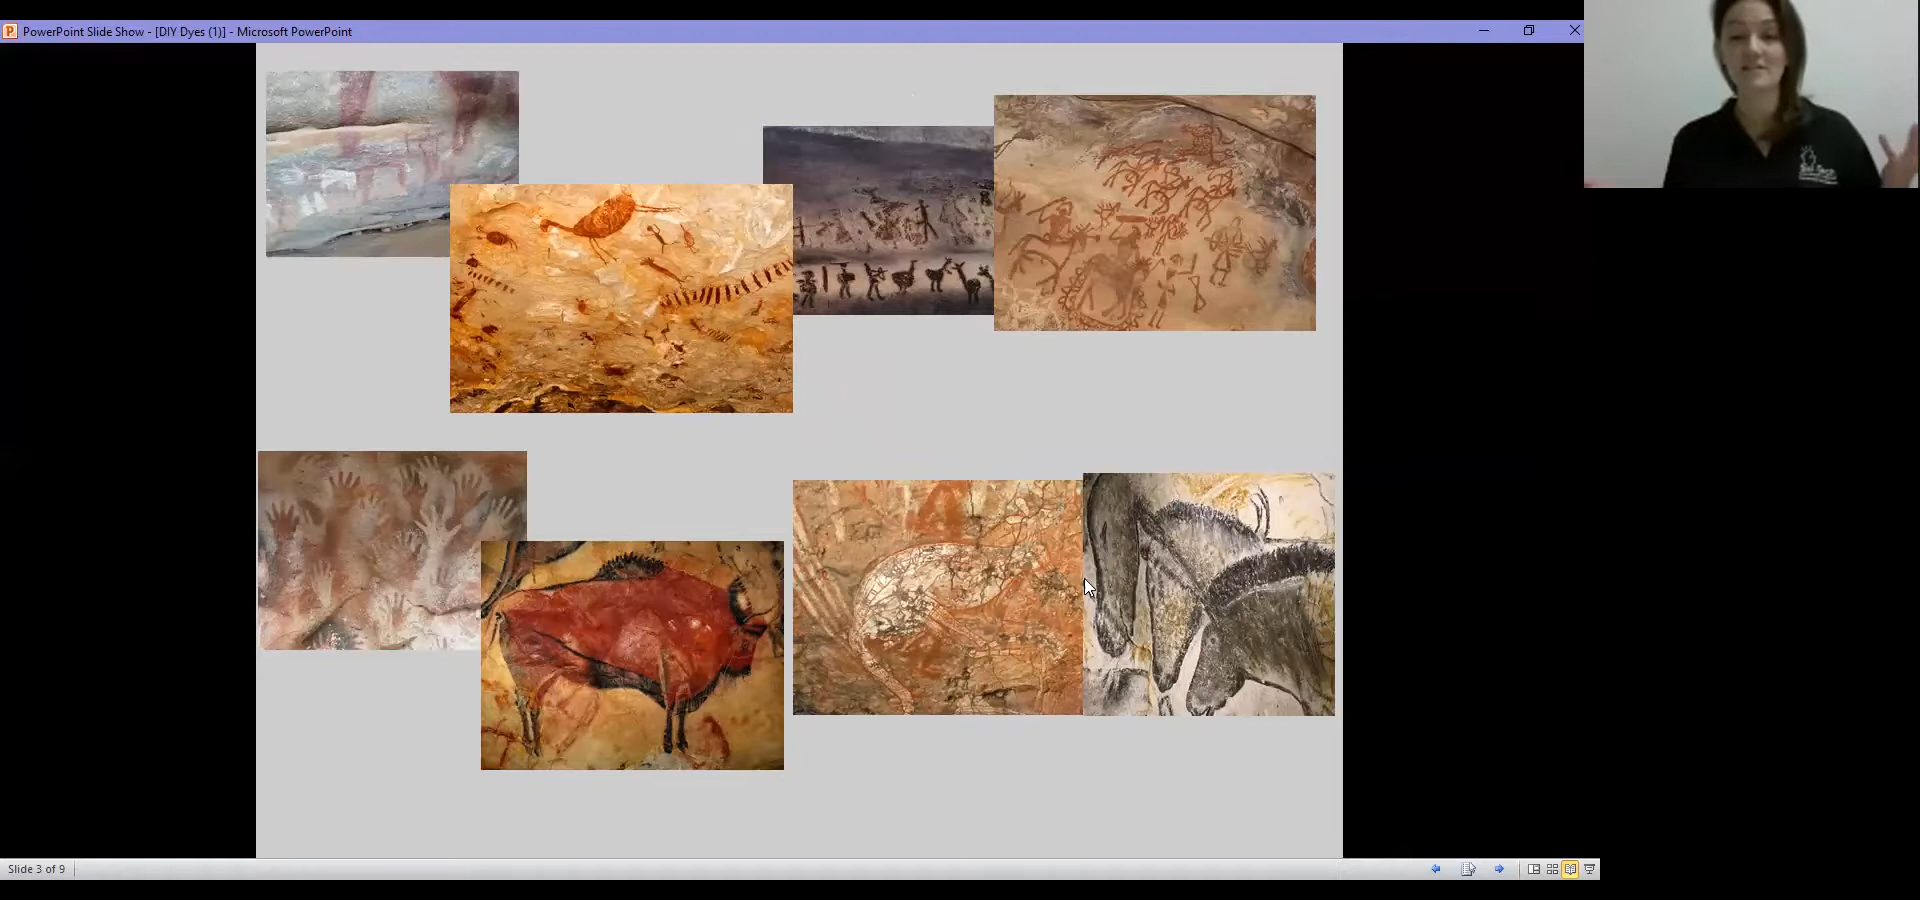 PowerPoint Slide Show - [DIY Dyes (1)] - Microsoft PowerPoint
Slide 3 of 9